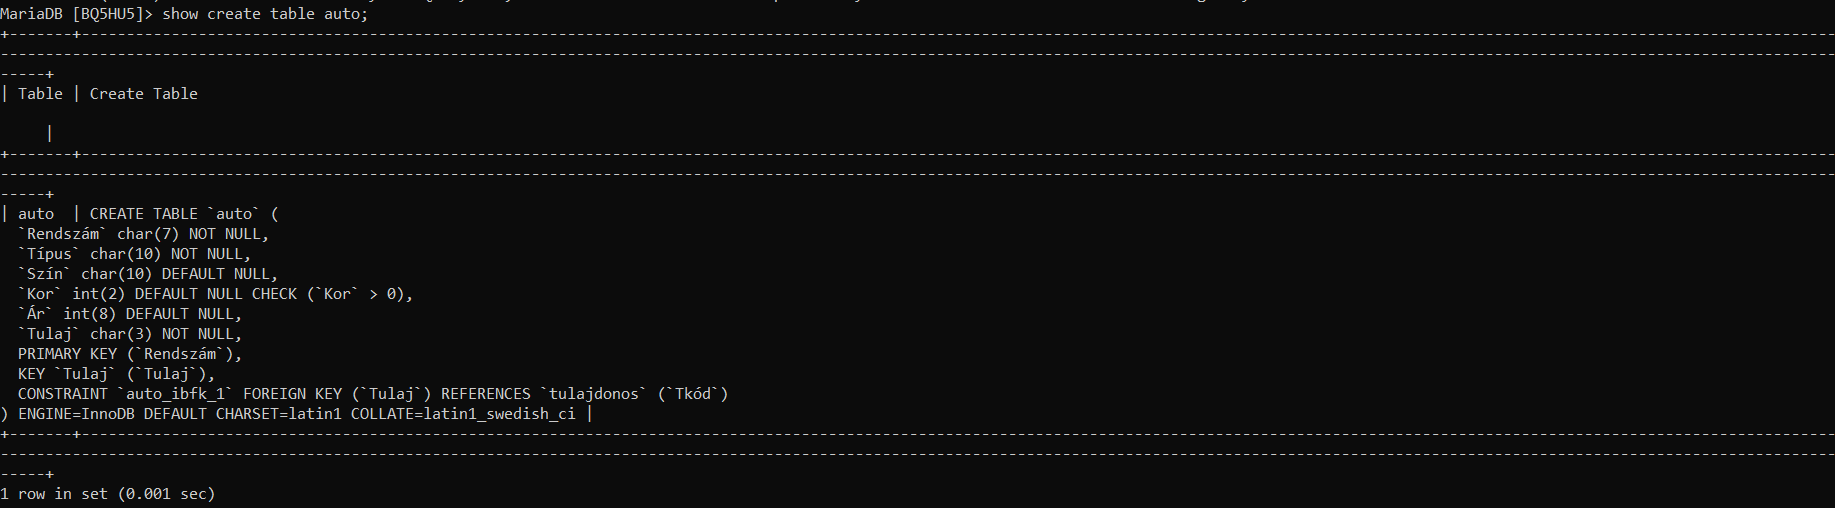 MariaDB [BQ5HU5]> show create table auto;
| Table | Create Table
|
| auto  | CREATE TABLE `auto` (
  `Rendszám` char(7) NOT NULL,
  `Típus` char(10) NOT NULL,
  `Szín` char(10) DEFAULT NULL,
  `Kor` int(2) DEFAULT NULL CHECK (`Kor` > 0),
  `Ár` int(8) DEFAULT NULL,
  `Tulaj` char(3) NOT NULL,
  PRIMARY KEY (`Rendszám`),
  KEY `Tulaj` (`Tulaj`),
  CONSTRAINT `auto_ibfk_1` FOREIGN KEY (`Tulaj`) REFERENCES `tulajdonos` (`Tkód`)
) ENGINE=InnoDB DEFAULT CHARSET=latin1 COLLATE=latin1_swedish_ci |
1 row in set (0.001 sec)